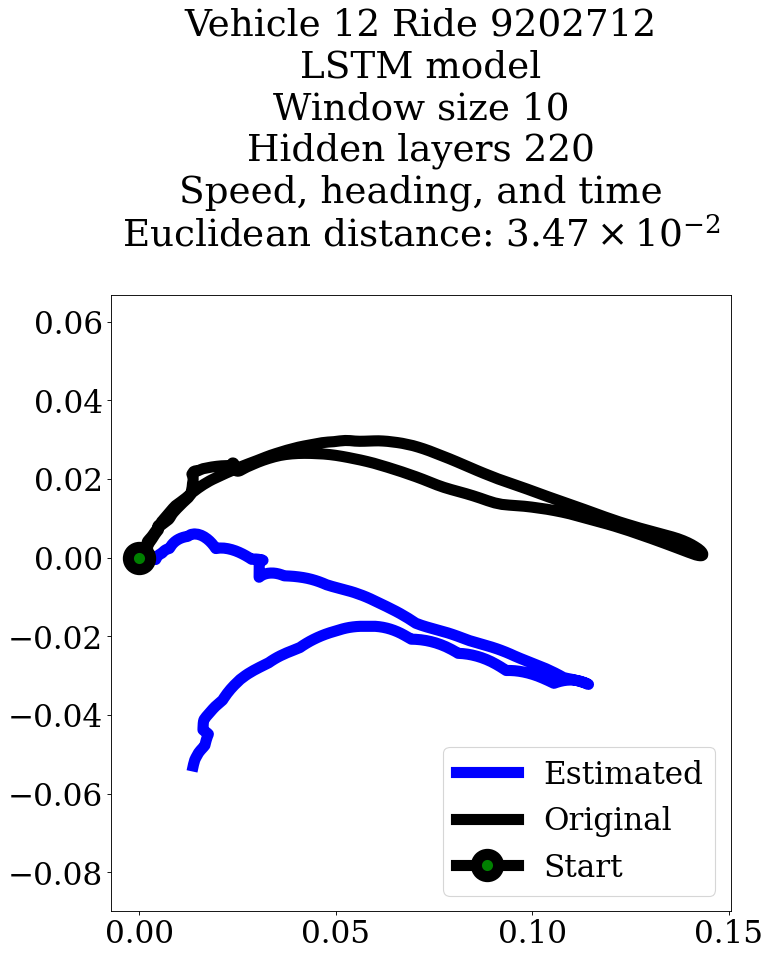 Vehicle 12 Ride 9202712
LSTM model
Window size 10
Hidden layers 220
Speed, heading, and time
Euclidean distance: 3.47 × 10⁻²
0.06
0.04
0.02
0.00
−0.02
−0.04
−0.06
−0.08
Estimated
Original
Start
0.00 0.05 0.10 0.15